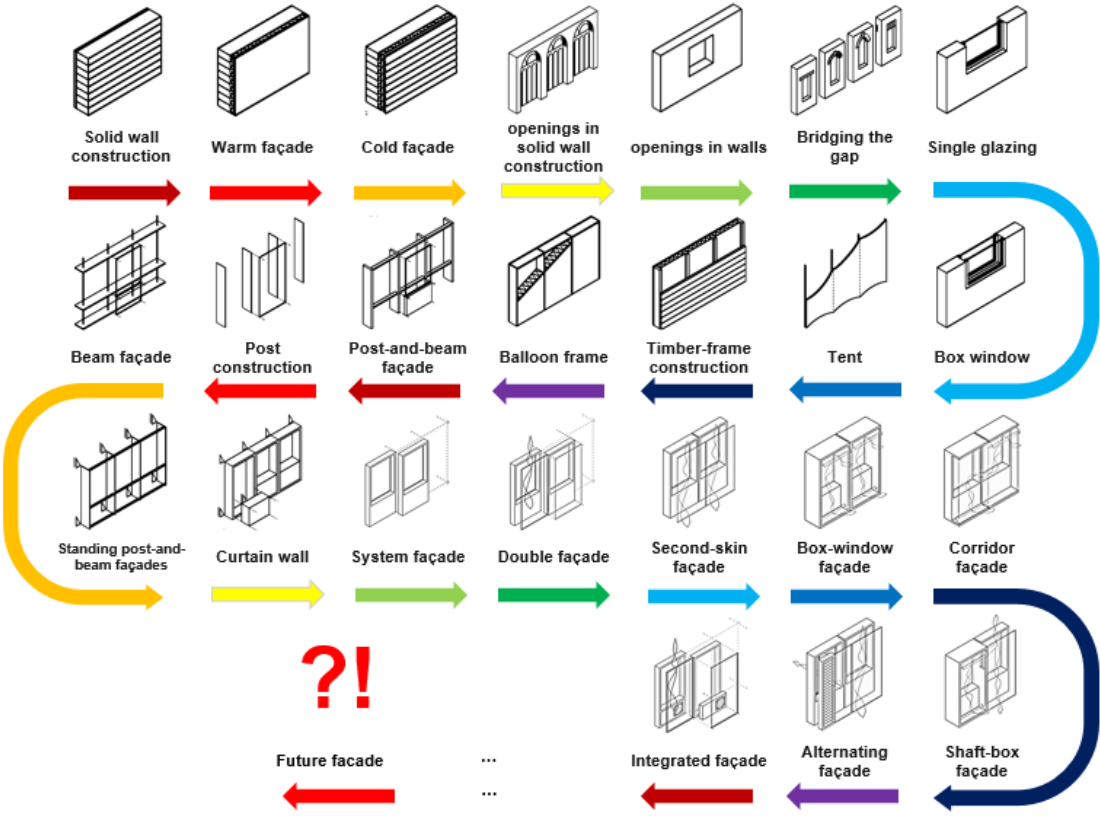 Solid wall
construction
Warm façade
Cold façade
openings in
solid wall
construction
openings in walls
Bridging the
gap
Single glazing
Beam façade
Post
construction
Post-and-beam
façade
Balloon frame
Timber-frame
construction
Tent
Box window
Standing post-and-
beam façades
Curtain wall
System façade
Double façade
Second-skin
façade
Box-window
façade
Corridor
façade
?!
Future facade
...
...
Integrated façade
Alternating
façade
Shaft-box
façade